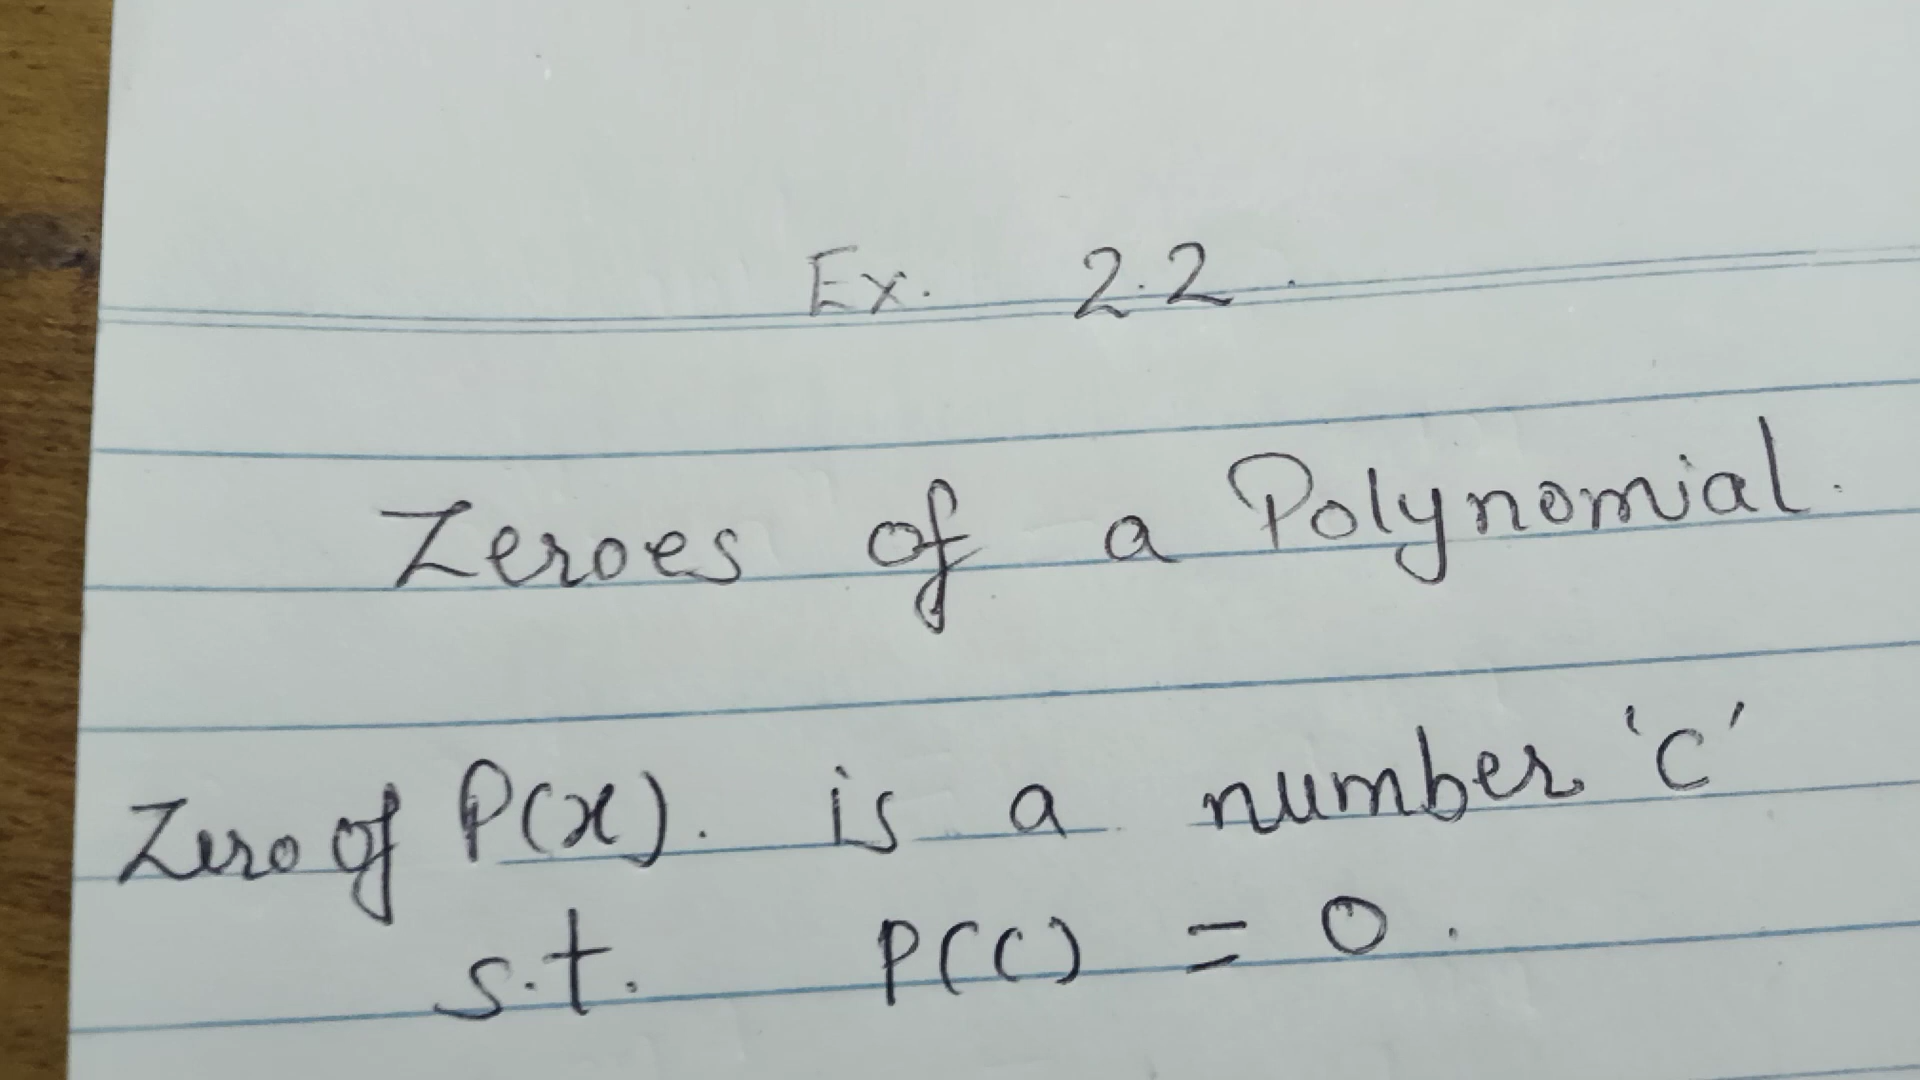 Ex. 2.2.
Zeroes of a Polynomial.
Zero of P(x). is a number 'c'
s.t. P(c) = 0.